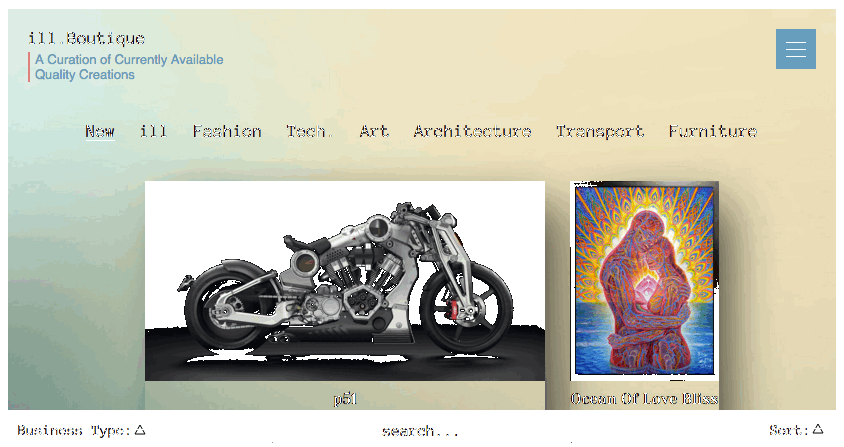 ill.Boutique
A Curation of Currently Available
Quality Creations
New ill Fashion Tech. Art Architecture Transport Furniture
p51
Ocean Of Love Bliss
Business Type: search... Sort: